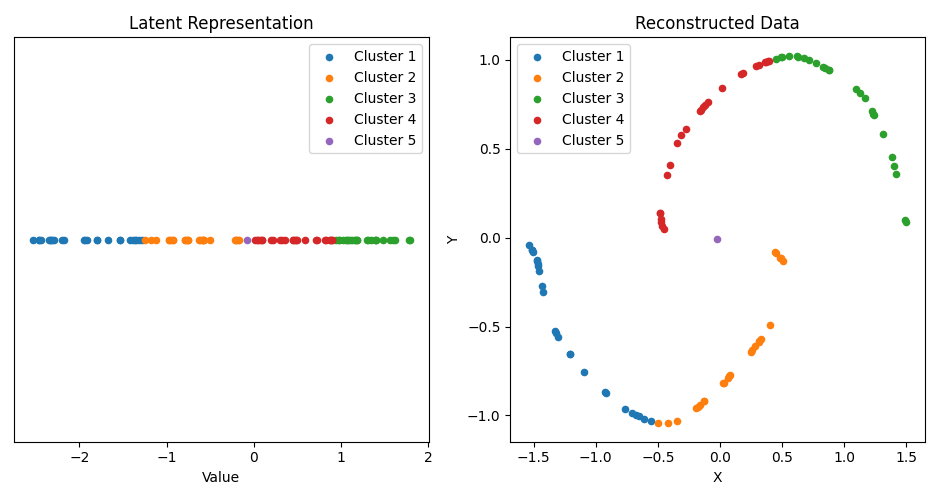 Latent Representation
Cluster 1
Cluster 2
Cluster 3
Cluster 4
Cluster 5
−2
−1
0
1
2
Value
Reconstructed Data
Cluster 1
Cluster 2
Cluster 3
Cluster 4
Cluster 5
1.0
0.5
0.0
−0.5
−1.0
Y
−1.5
−1.0
−0.5
0.0
0.5
1.0
1.5
X